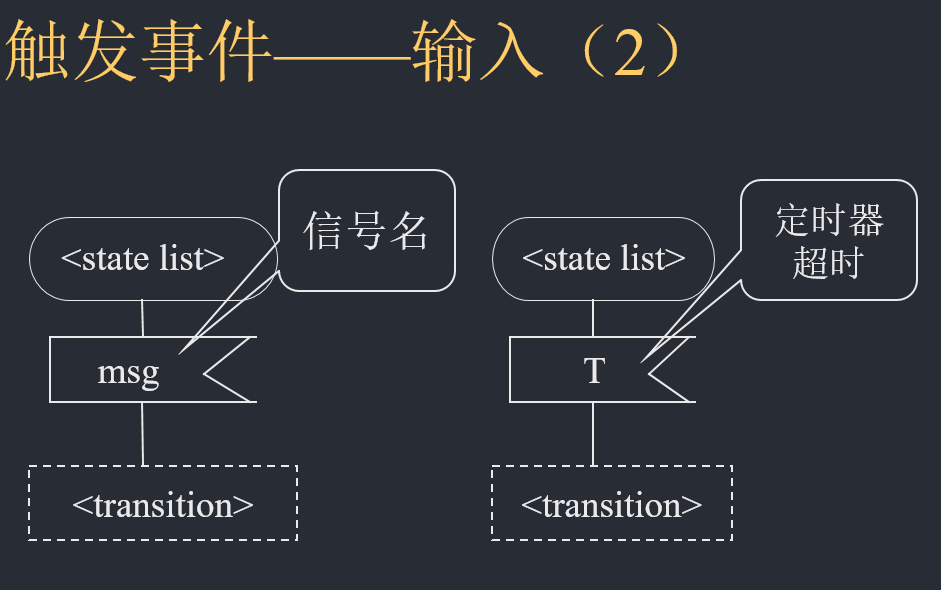 触发事件——输入（2）
信号名
<state list>
msg
<transition>
定时器
超时
<state list>
T
<transition>